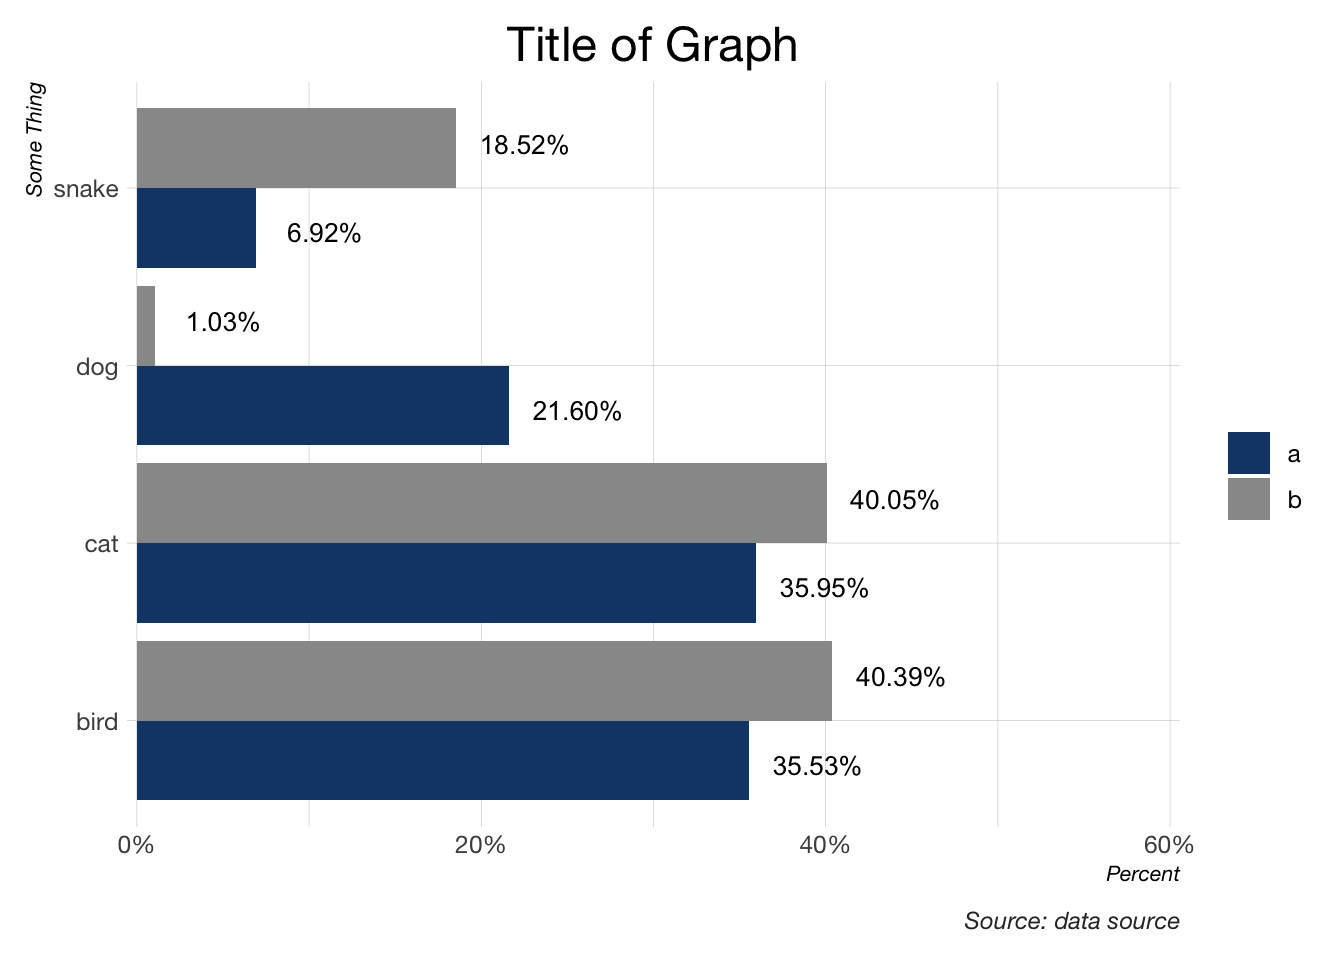 Title of Graph
Some Thing
18.52%
snake
6.92%
1.03%
dog
21.60%
40.05%
cat
35.95%
40.39%
bird
35.53%
a
b
0% 20% 40% 60%
Percent
Source: data source